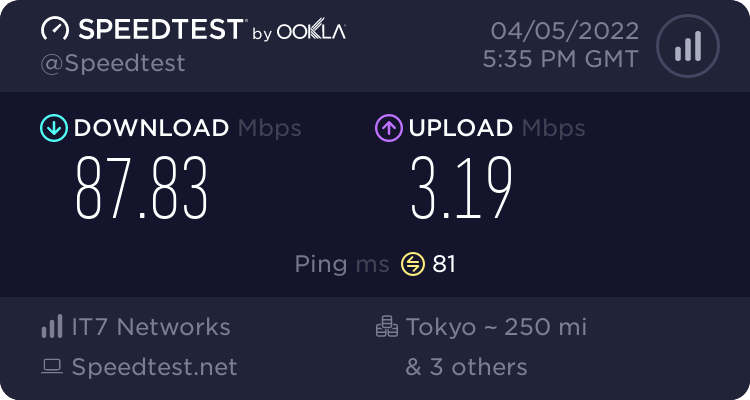 SPEEDTEST® by OOKLA®
@Speedtest
04/05/2022
5:35 PM GMT
DOWNLOAD Mbps
87.83
UPLOAD Mbps
3.19
Ping ms 81
IT7 Networks
Speedtest.net
Tokyo ~ 250 mi
& 3 others